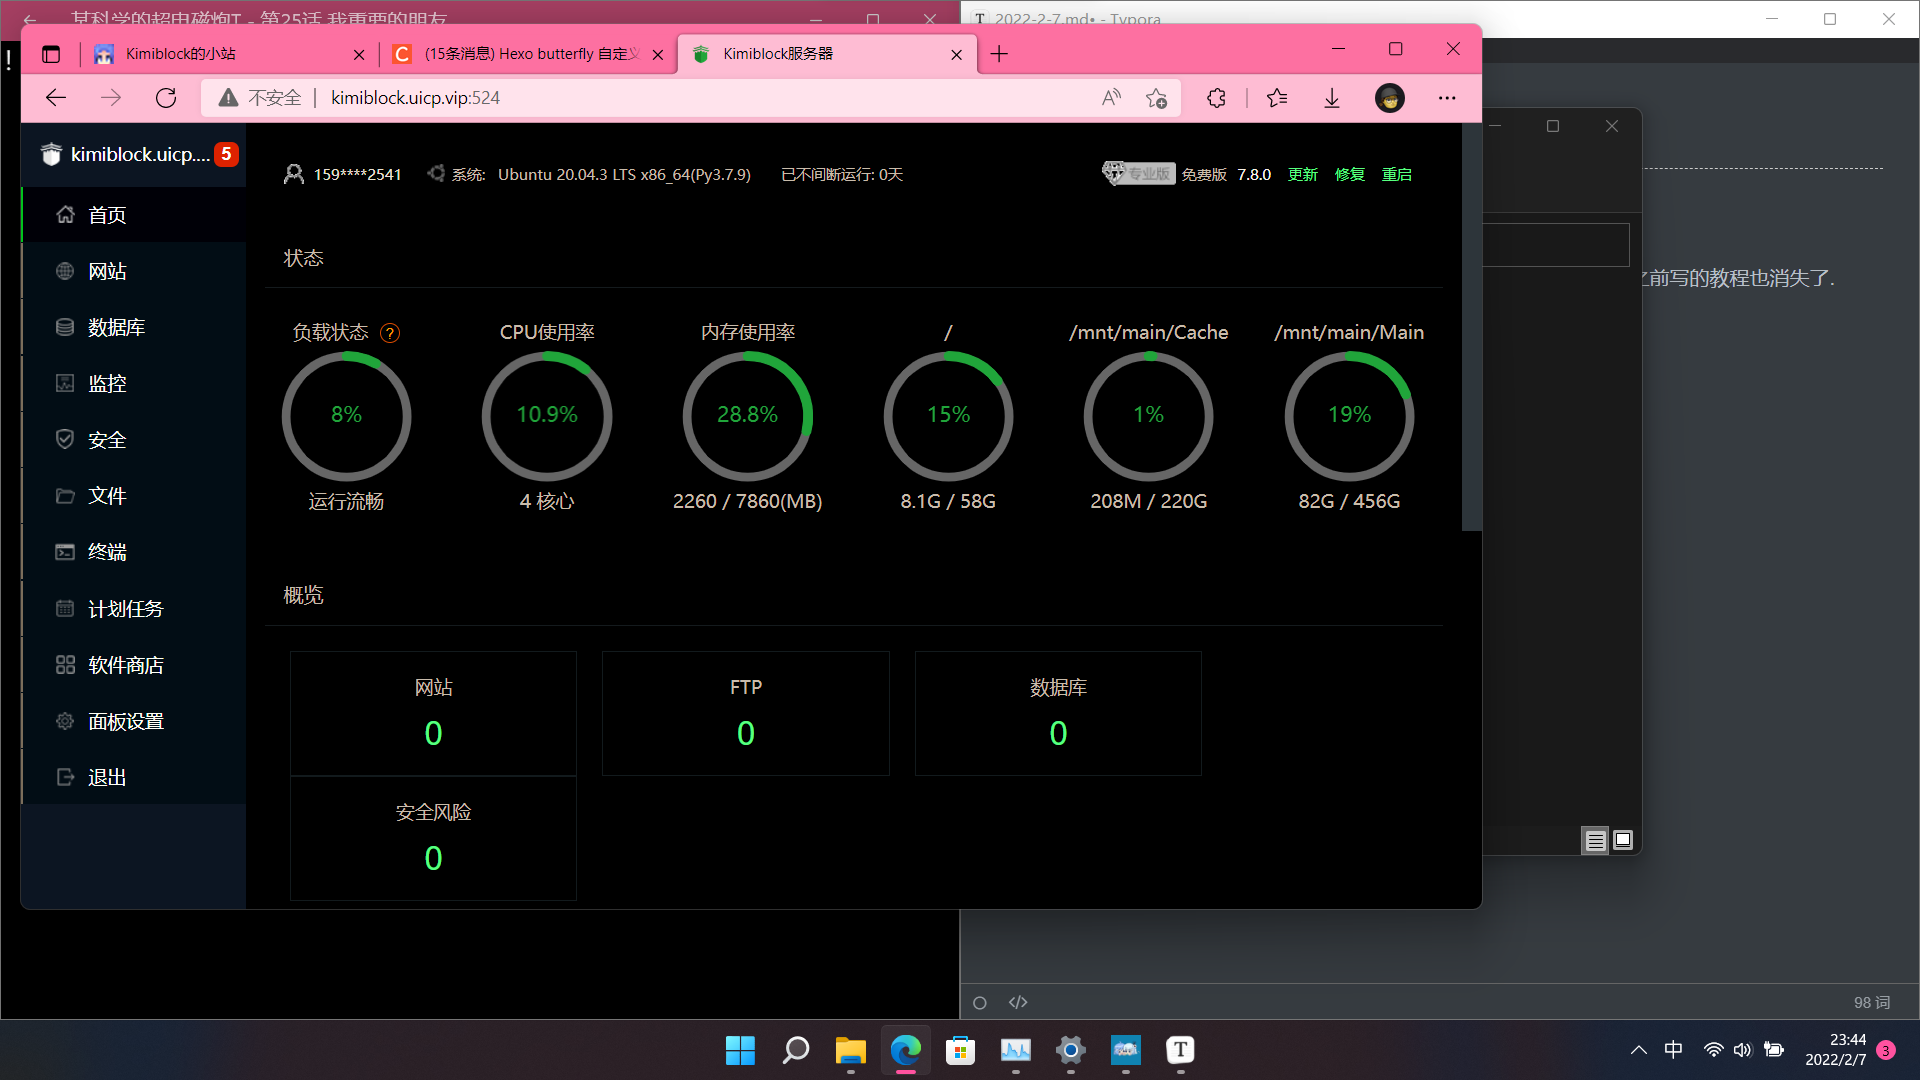 某科学的超电磁炮T - 第25话 我重要的朋友
2022-2-7.md• - Typora
Kimiblock的小站
(15条消息) Hexo butterfly 自定义
Kimiblock服务器
不安全
kimiblock.uicp.vip:524
kimiblock.uicp.... 5
159****2541
系统: Ubuntu 20.04.3 LTS x86_64(Py3.7.9)
已不间断运行: 0天
专业版 免费版 7.8.0 更新 修复 重启
首页
网站
数据库
监控
安全
文件
终端
计划任务
软件商店
面板设置
退出
状态
负载状态 ?
CPU使用率
内存使用率
/
/mnt/main/Cache
/mnt/main/Main
8%
10.9%
28.8%
15%
1%
19%
运行流畅
4 核心
2260 / 7860(MB)
8.1G / 58G
208M / 220G
82G / 456G
概览
网站
0
FTP
0
数据库
0
安全风险
0
前写的教程也消失了.
98 词
中
23:44
2022/2/7
3